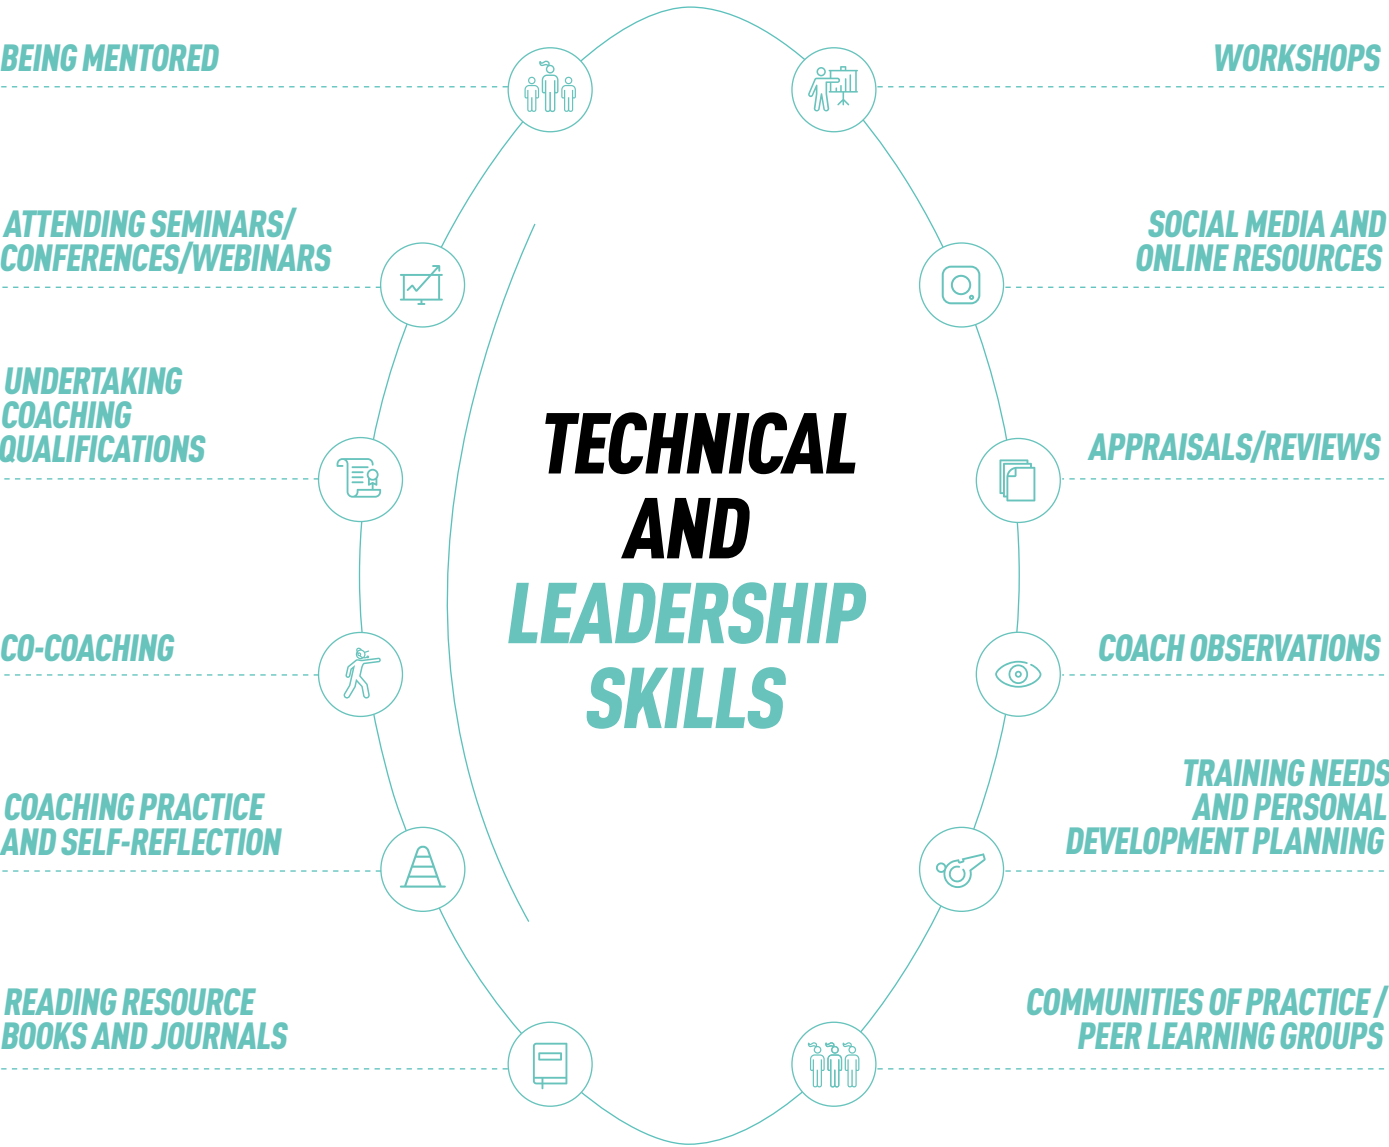 BEING MENTORED
ATTENDING SEMINARS/
CONFERENCES/WEBINARS
UNDERTAKING
COACHING
QUALIFICATIONS
CO-COACHING
COACHING PRACTICE
AND SELF-REFLECTION
READING RESOURCE
BOOKS AND JOURNALS
TECHNICAL
AND
LEADERSHIP
SKILLS
WORKSHOPS
SOCIAL MEDIA AND
ONLINE RESOURCES
APPRAISALS/REVIEWS
COACH OBSERVATIONS
TRAINING NEEDS
AND PERSONAL
DEVELOPMENT PLANNING
COMMUNITIES OF PRACTICE /
PEER LEARNING GROUPS